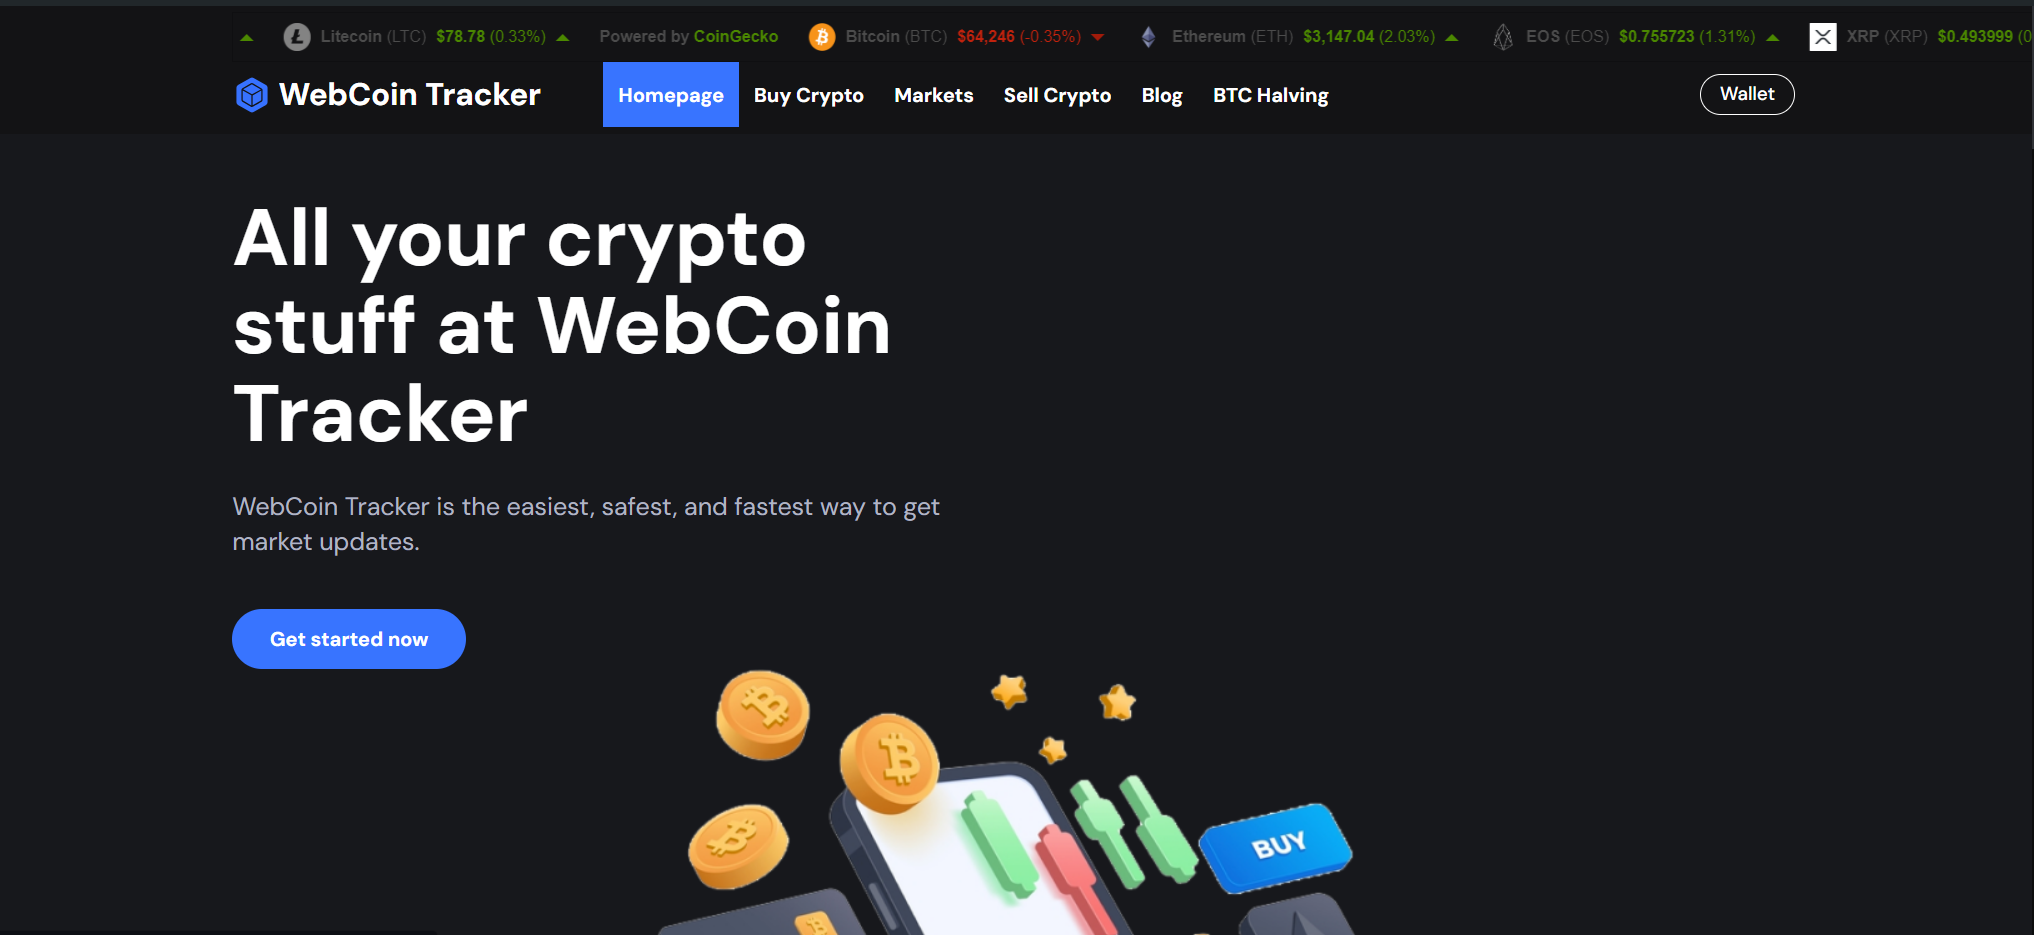 Litecoin (LTC) $78.78 (0.33%) Powered by CoinGecko Bitcoin (BTC) $64,246 (-0.35%) Ethereum (ETH) $3,147.04 (2.03%) EOS (EOS) $0.755723 (1.31%) XRP (XRP) $0.493999 (0
WebCoin Tracker Homepage Buy Crypto Markets Sell Crypto Blog BTC Halving Wallet
All your crypto
stuff at WebCoin
Tracker
WebCoin Tracker is the easiest, safest, and fastest way to get
market updates.
Get started now
BUY